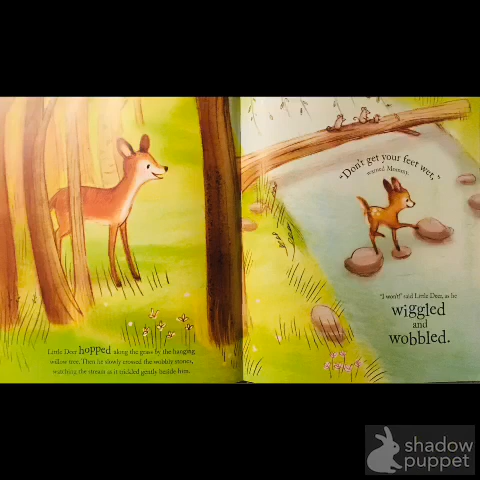 Little Deer hopped along the grass by the hanging
willow tree. Then he slowly crossed the wobbly stones,
watching the stream as it trickled gently beside him.
"Don't get your feet wet,"
warned Mommy.
"I won't!" said Little Deer, as he
wiggled
and
wobbled.
shadow
puppet